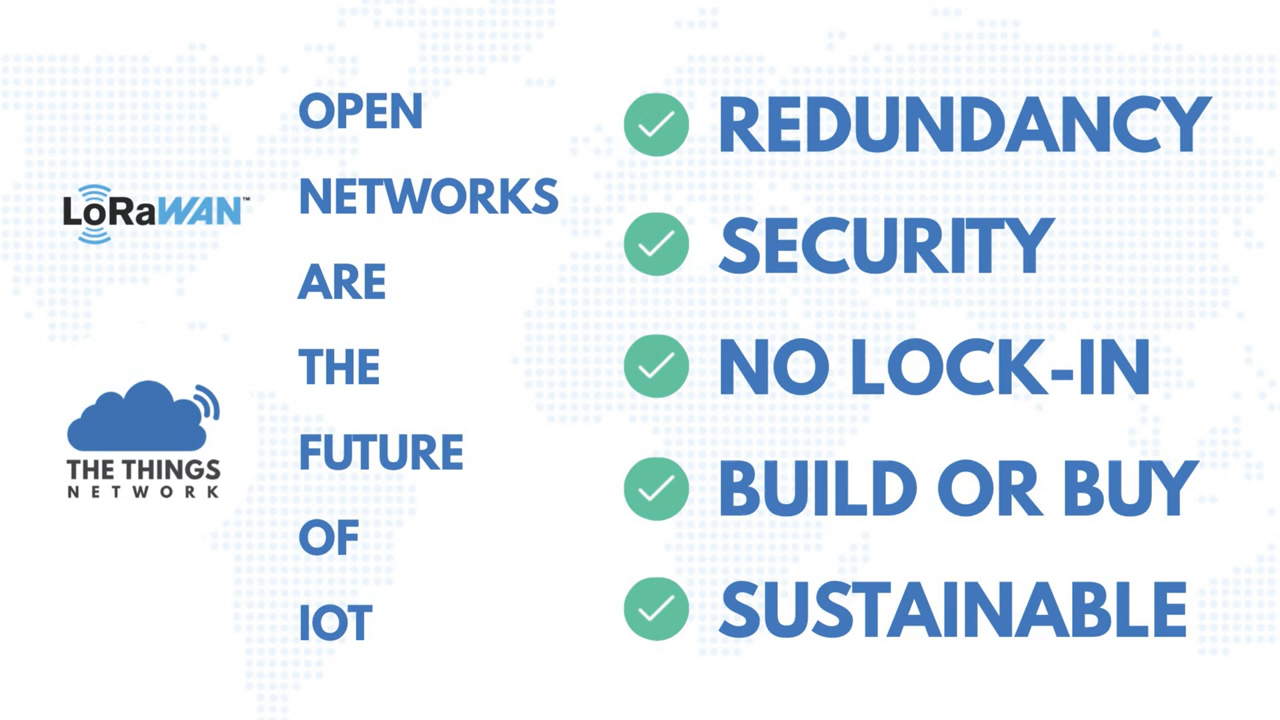 LoRaWAN™
THE THINGS
NETWORK
OPEN
NETWORKS
ARE
THE
FUTURE
OF
IOT
REDUNDANCY
SECURITY
NO LOCK-IN
BUILD OR BUY
SUSTAINABLE